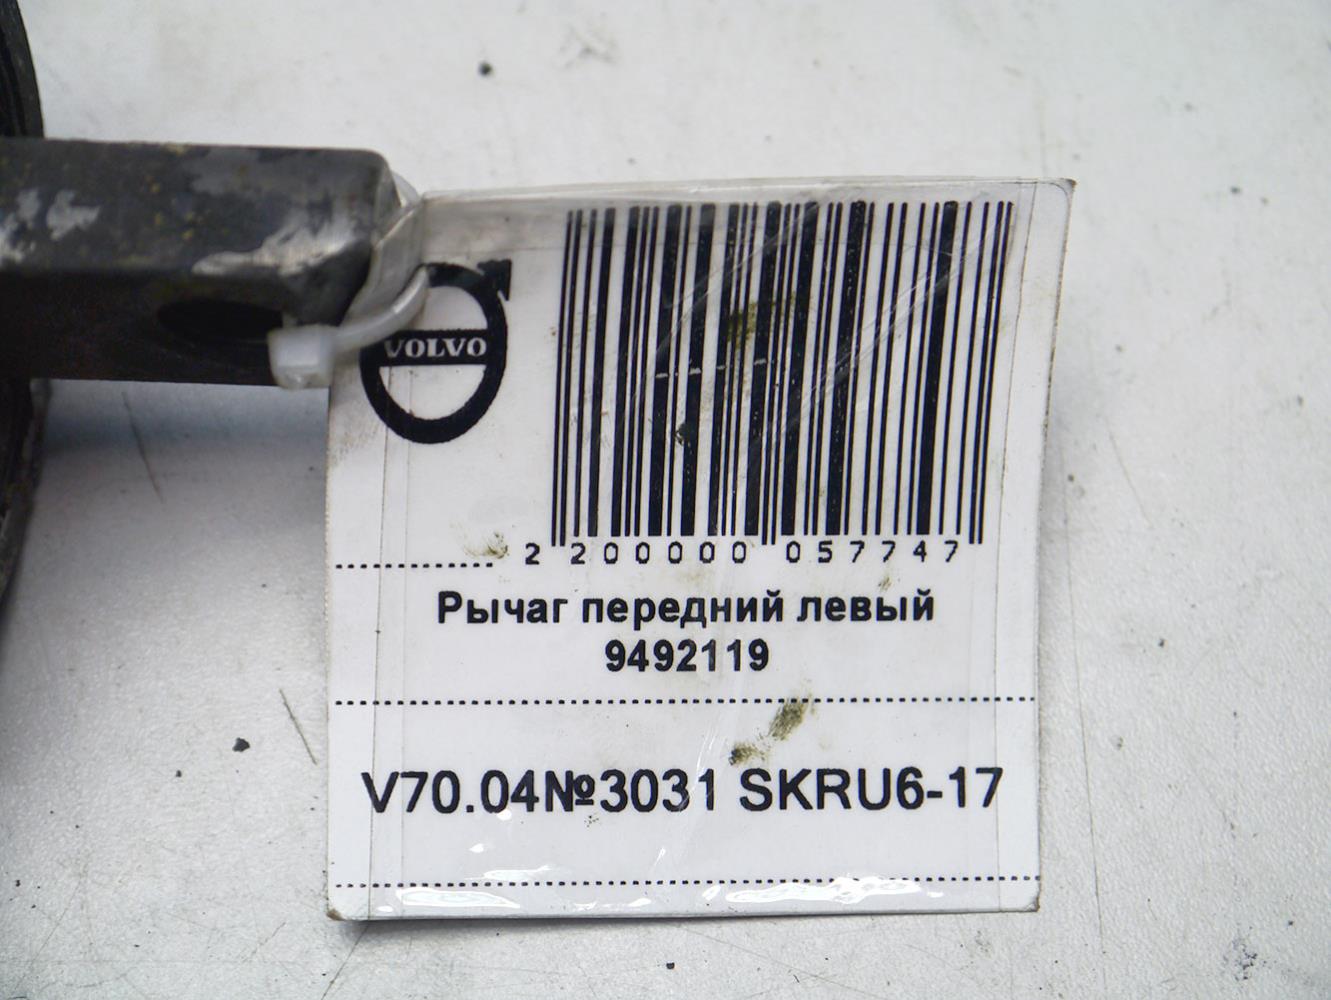 VOLVO
2 200000 057747
Рычаг передний левый
9492119
V70.04№3031 SKRU6-17